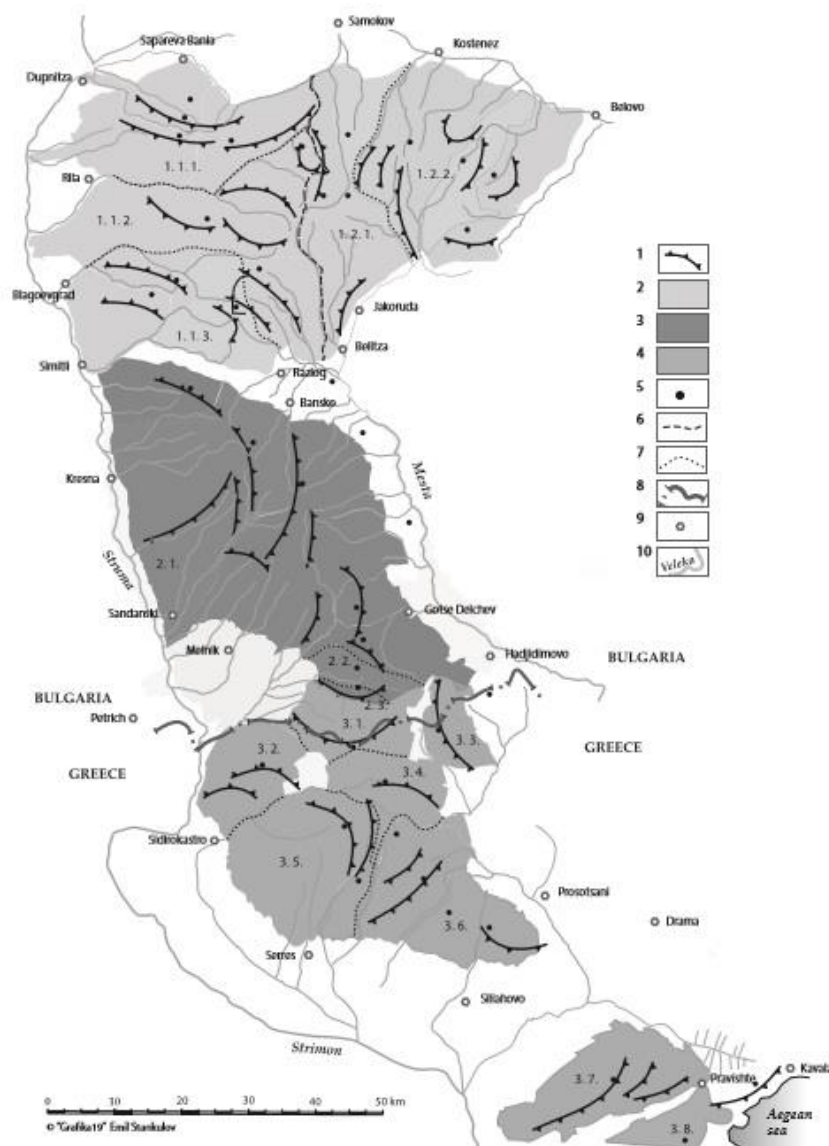 Samokov
Kostenez
Sapareva Bania
Dupnitza
Belovo
1. 1. 1.
1. 2. 2.
Rila
1. 1. 2.
1. 2. 1.
Blagoevgrad
Jakoruda
1. 1. 3.
Belitza
Simitli
Razlog
Bansko
1
2
3
4
5
6
7
8
9
10
Veleka
Kresna
Mesta
Struma
2. 1.
Sandanski
Gotse Delchev
Melnik
2. 2.
Hadjidimovo
BULGARIA
BULGARIA
2. 3.
Petrich
3. 1.
3. 3.
GREECE
GREECE
3. 2.
3. 4.
Sidirokastro
3. 5.
Prosotsani
3. 6.
Drama
Serres
Siliahovo
Strimon
3. 7.
Pravishte
Kavala
Aegean
sea
3. 8.
0 10 20 30 40 50 km
© "Grafika19" Emil Stankulov